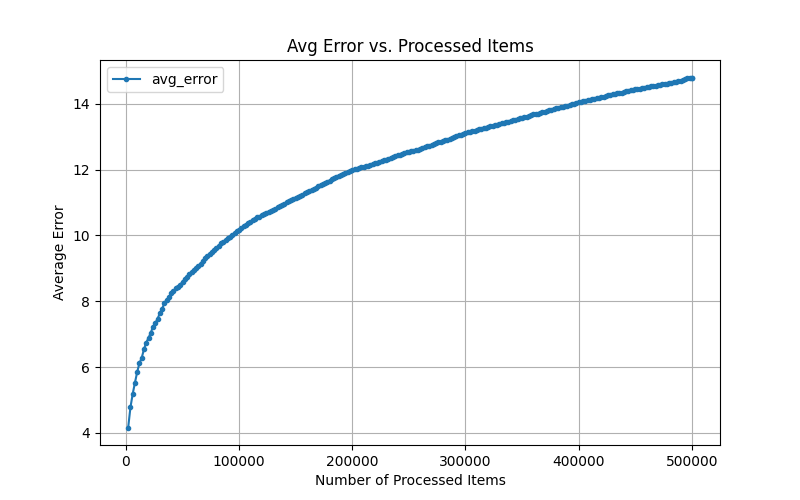 Avg Error vs. Processed Items
avg_error
14
12
10
8
6
4
Average Error
0 100000 200000 300000 400000 500000
Number of Processed Items